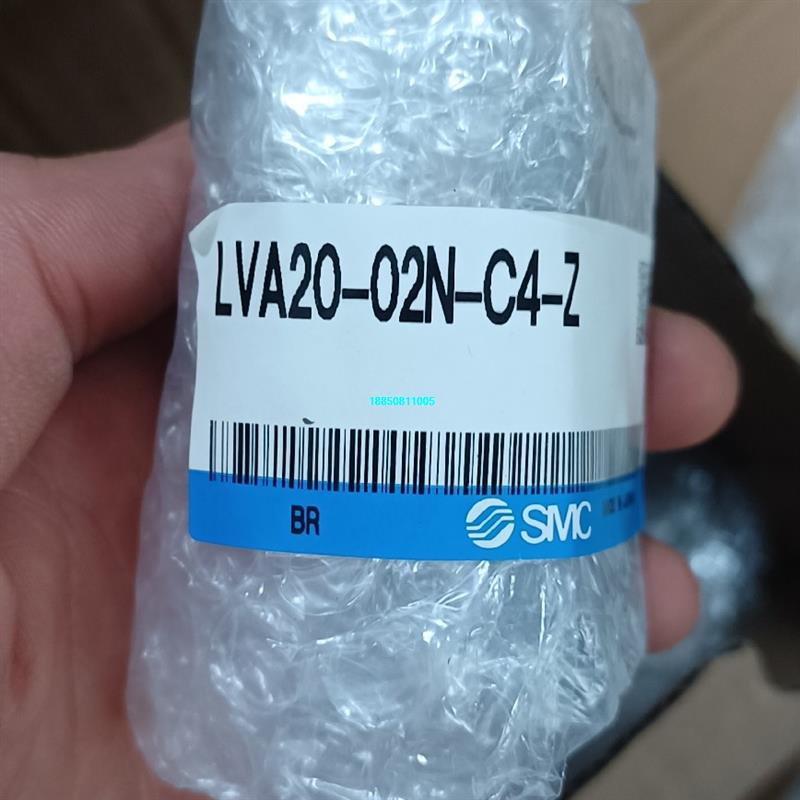 LVA20-02N-C4-Z
18850811005
BR
SMC